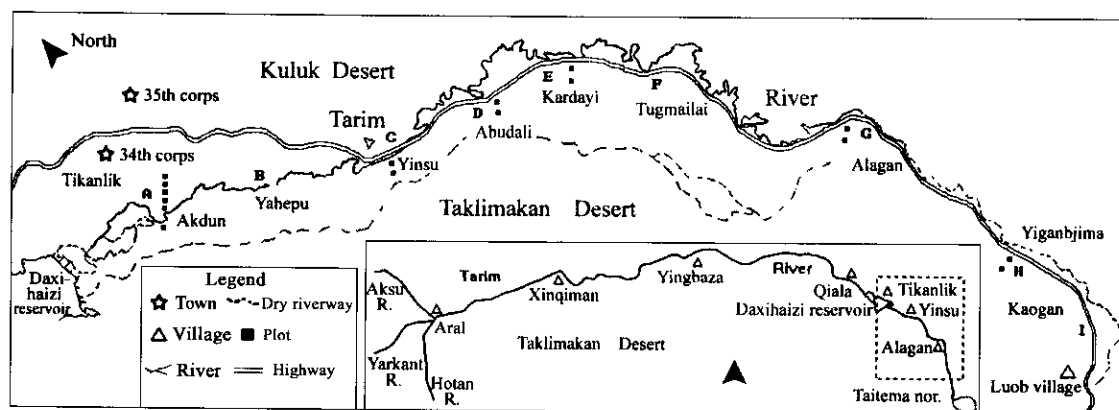 North
Kuluk Desert
35th corps
34th corps
Tikanlik
Tarim
River
A
B
C
D
E
F
G
H
I
Akdun
Yahepu
Yinsu
Abudali
Kardayi
Tugmailai
Alagan
Yiganbjima
Kaogan
Luob village
Taklimakan Desert
Daxi-
haizi
reservoir
Legend
Town
Dry riverway
Village
Plot
River
Highway
Tarim
River
Aksu
R.
Aral
Yarkant
R.
Hotan
R.
Xinqiman
Yingbaza
Qiala
Daxihaizi reservoir
Tikanlik
Yinsu
Alagan
Taklimakan Desert
Taitema nor.